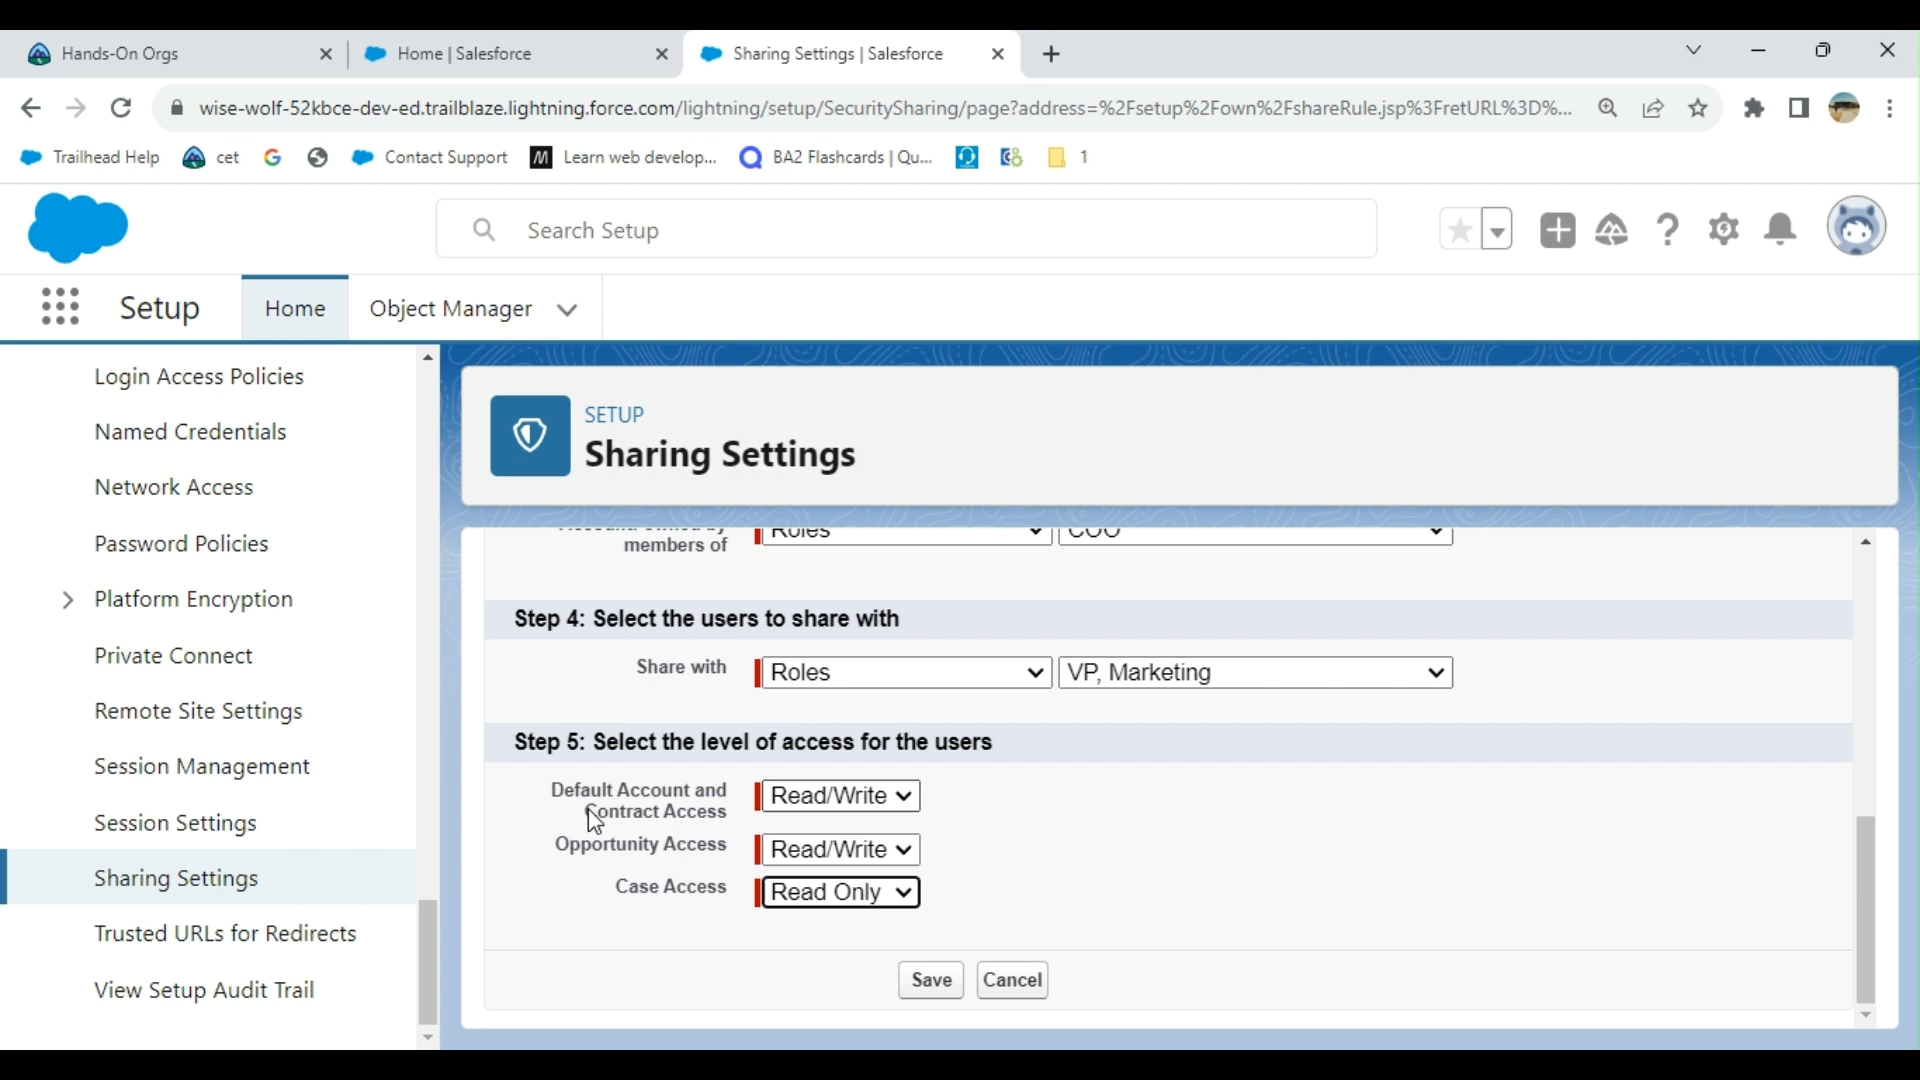 Hands-On Orgs
Home | Salesforce
Sharing Settings | Salesforce
wise-wolf-52kbce-dev-ed.trailblaze.lightning.force.com/lightning/setup/SecuritySharing/page?address=%2Fsetup%2Fown%2FshareRule.jsp%3FretURL%3D%...
Trailhead Help
cet
Contact Support
Learn web develop...
BA2 Flashcards | Qu...
1
Search Setup
Setup
Home
Object Manager
Login Access Policies
Named Credentials
Network Access
Password Policies
Platform Encryption
Private Connect
Remote Site Settings
Session Management
Session Settings
Sharing Settings
Trusted URLs for Redirects
View Setup Audit Trail
SETUP
Sharing Settings
members of
Roles
COO
Step 4: Select the users to share with
Share with
Roles
VP, Marketing
Step 5: Select the level of access for the users
Default Account and
Contract Access
Read/Write
Opportunity Access
Read/Write
Case Access
Read Only
Save
Cancel